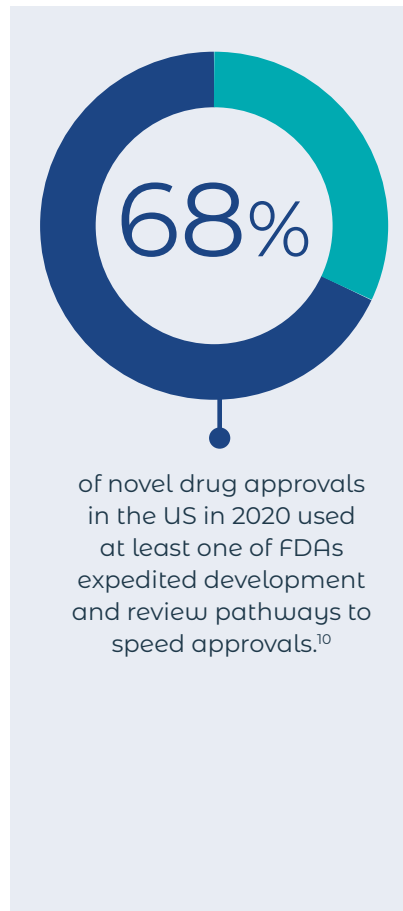 68%
of novel drug approvals
in the US in 2020 used
at least one of FDAs
expedited development
and review pathways to
speed approvals.¹⁰